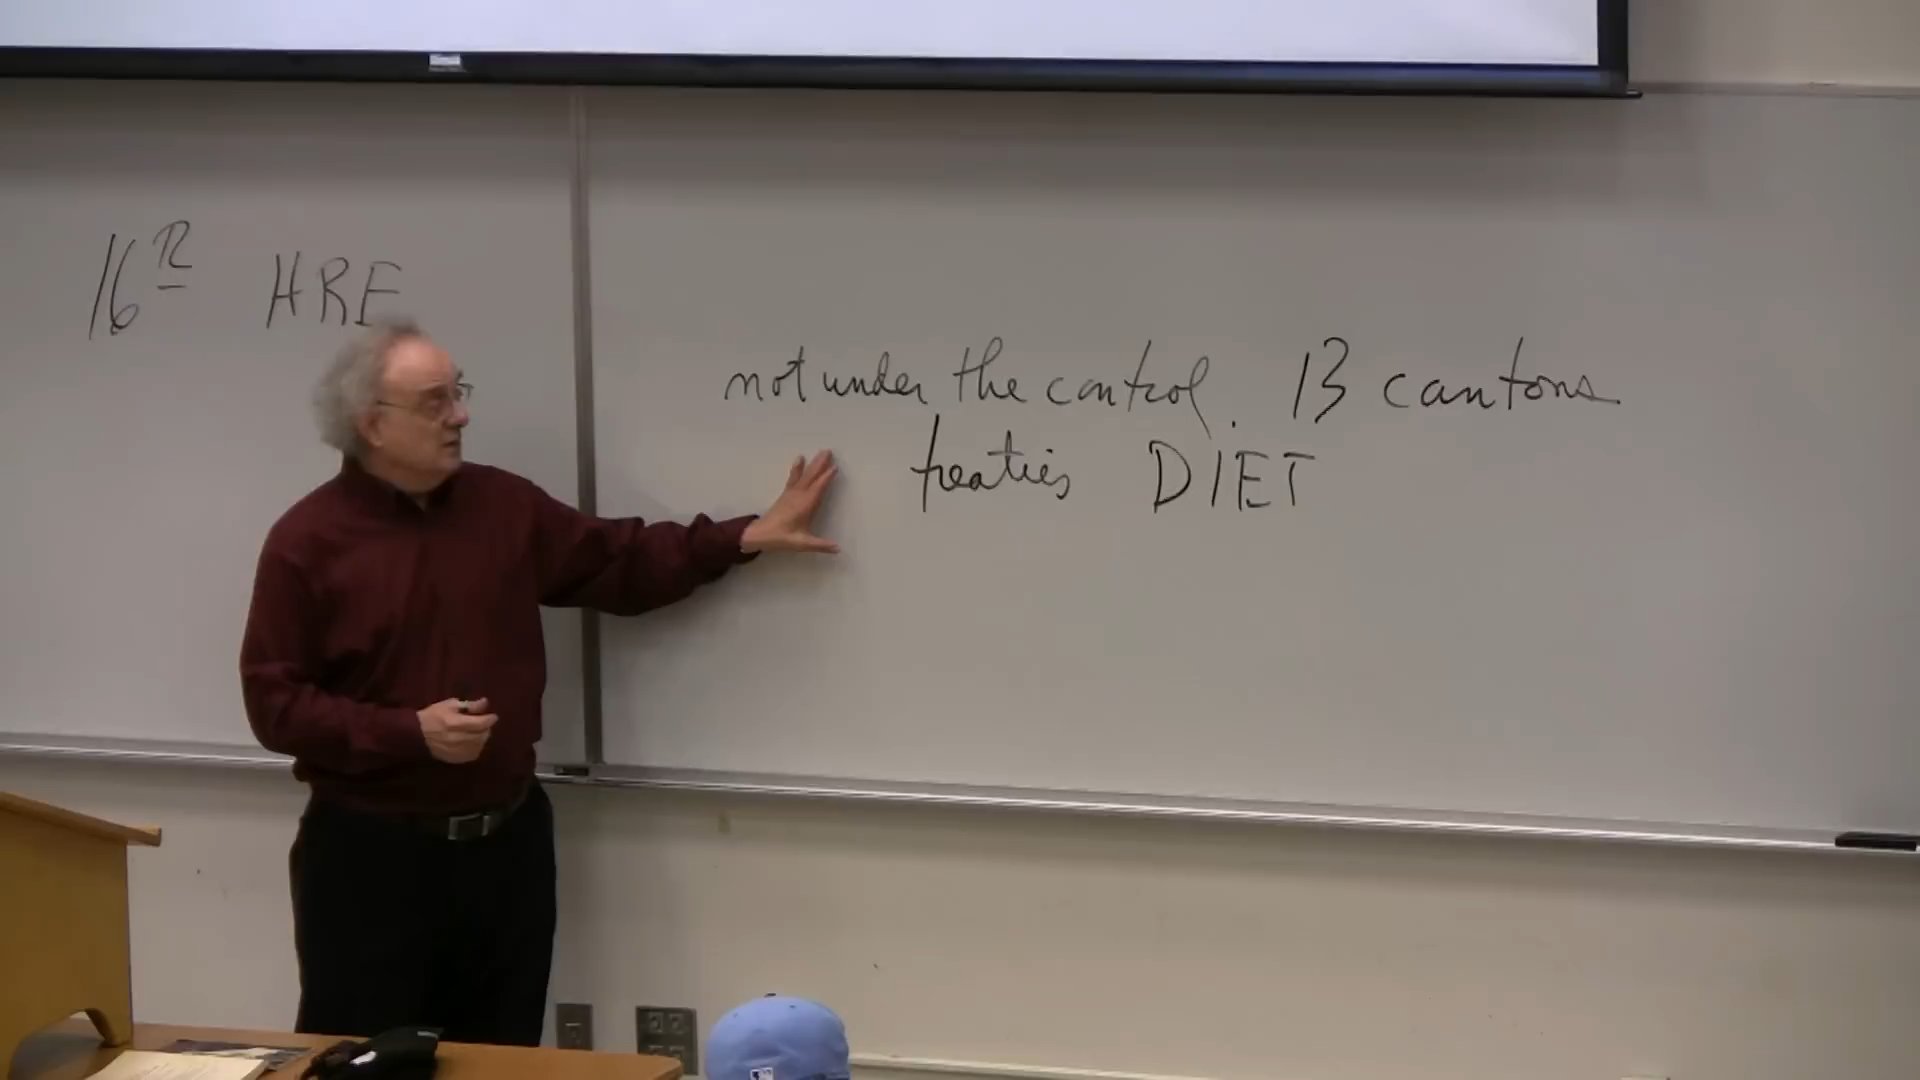 16th HRE
not under the control. 13 cantons
treaties DIET